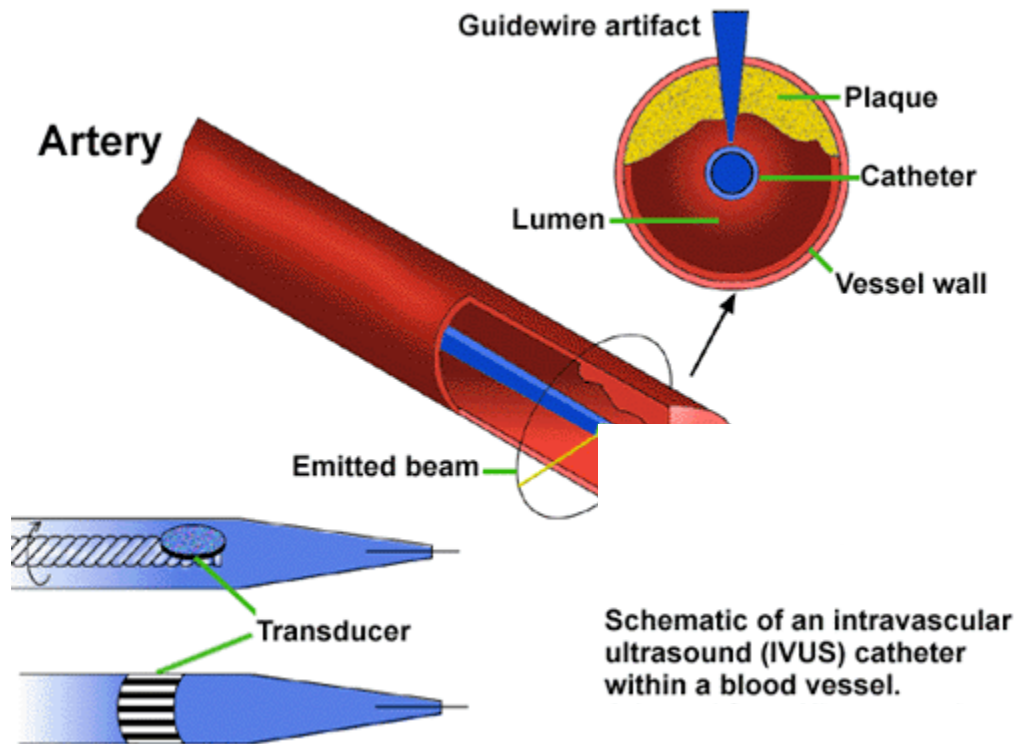 Guidewire artifact
Plaque
Artery
Catheter
Lumen
Vessel wall
Emitted beam
Transducer
Schematic of an intravascular
ultrasound (IVUS) catheter
within a blood vessel.